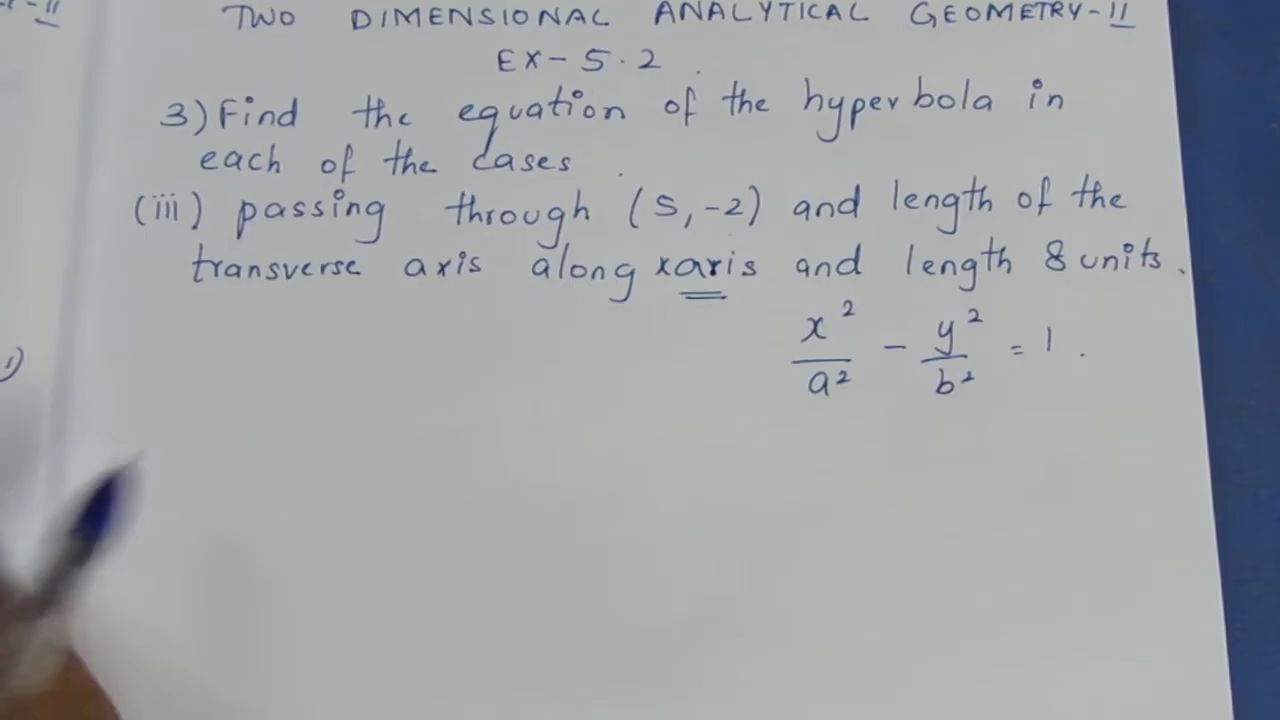 TWO DIMENSIONAL ANALYTICAL GEOMETRY-II
EX-5.2
3) Find the equation of the hyperbola in
each of the cases
(iii) passing through (5,-2) and length of the
transverse axis along xaxis and length 8 units.
x²/a² - y²/b² = 1.